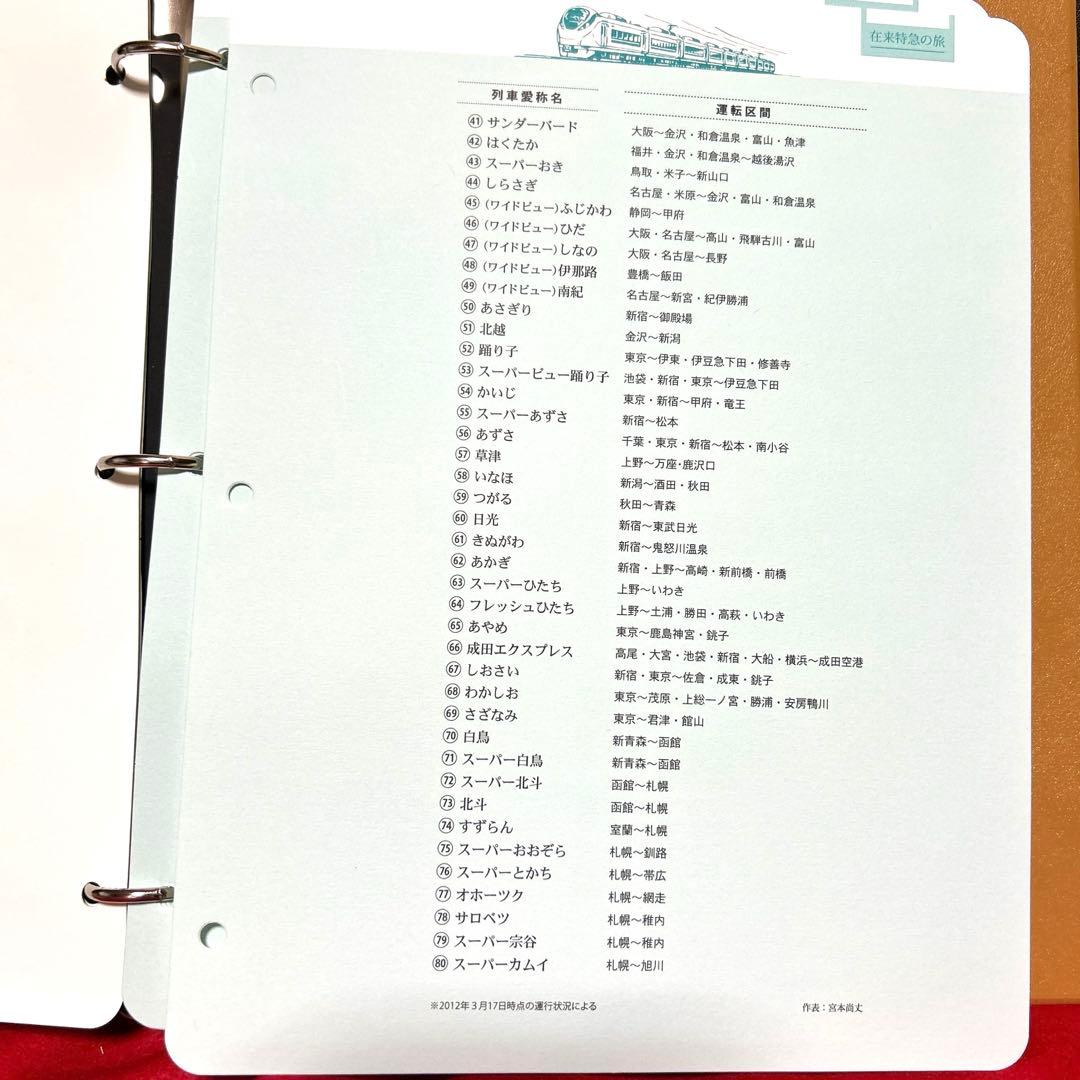 在来特急の旅
列車愛称名 運転区間
㊶ サンダーバード 大阪～金沢・和倉温泉・富山・魚津
㊷ はくたか 福井・金沢・和倉温泉～越後湯沢
㊸ スーパーおき 鳥取・米子～新山口
㊹ しらさぎ 名古屋・米原～金沢・富山・和倉温泉
㊺ （ワイドビュー）ふじかわ 静岡～甲府
㊻ （ワイドビュー）ひだ 大阪・名古屋～高山・飛騨古川・富山
㊼ （ワイドビュー）しなの 大阪・名古屋～長野
㊽ （ワイドビュー）伊那路 豊橋～飯田
㊾ （ワイドビュー）南紀 名古屋～新宮・紀伊勝浦
㊿ あさぎり 新宿～御殿場
51 北越 金沢～新潟
52 踊り子 東京～伊東・伊豆急下田・修善寺
53 スーパービュー踊り子 池袋・新宿・東京～伊豆急下田
54 かいじ 東京・新宿～甲府・竜王
55 スーパーあずさ 新宿～松本
56 あずさ 千葉・東京・新宿～松本・南小谷
57 草津 上野～万座・鹿沢口
58 いなほ 新潟～酒田・秋田
59 つがる 秋田～青森
60 日光 新宿～東武日光
61 きぬがわ 新宿～鬼怒川温泉
62 あかぎ 新宿・上野～高崎・新前橋・前橋
63 スーパーひたち 上野～いわき
64 フレッシュひたち 上野～土浦・勝田・高萩・いわき
65 あやめ 東京～鹿島神宮・銚子
66 成田エクスプレス 高尾・大宮・池袋・新宿・大船・横浜～成田空港
67 しおさい 新宿・東京～佐倉・成東・銚子
68 わかしお 東京～茂原・上総一ノ宮・勝浦・安房鴨川
69 さざなみ 東京～君津・館山
70 白鳥 新青森～函館
71 スーパー白鳥 新青森～函館
72 スーパー北斗 函館～札幌
73 北斗 函館～札幌
74 すずらん 室蘭～札幌
75 スーパーおおぞら 札幌～釧路
76 スーパーとかち 札幌～帯広
77 オホーツク 札幌～網走
78 サロベツ 札幌～稚内
79 スーパー宗谷 札幌～稚内
80 スーパーカムイ 札幌～旭川
※2012年3月17日時点の運行状況による 作表：宮本尚丈